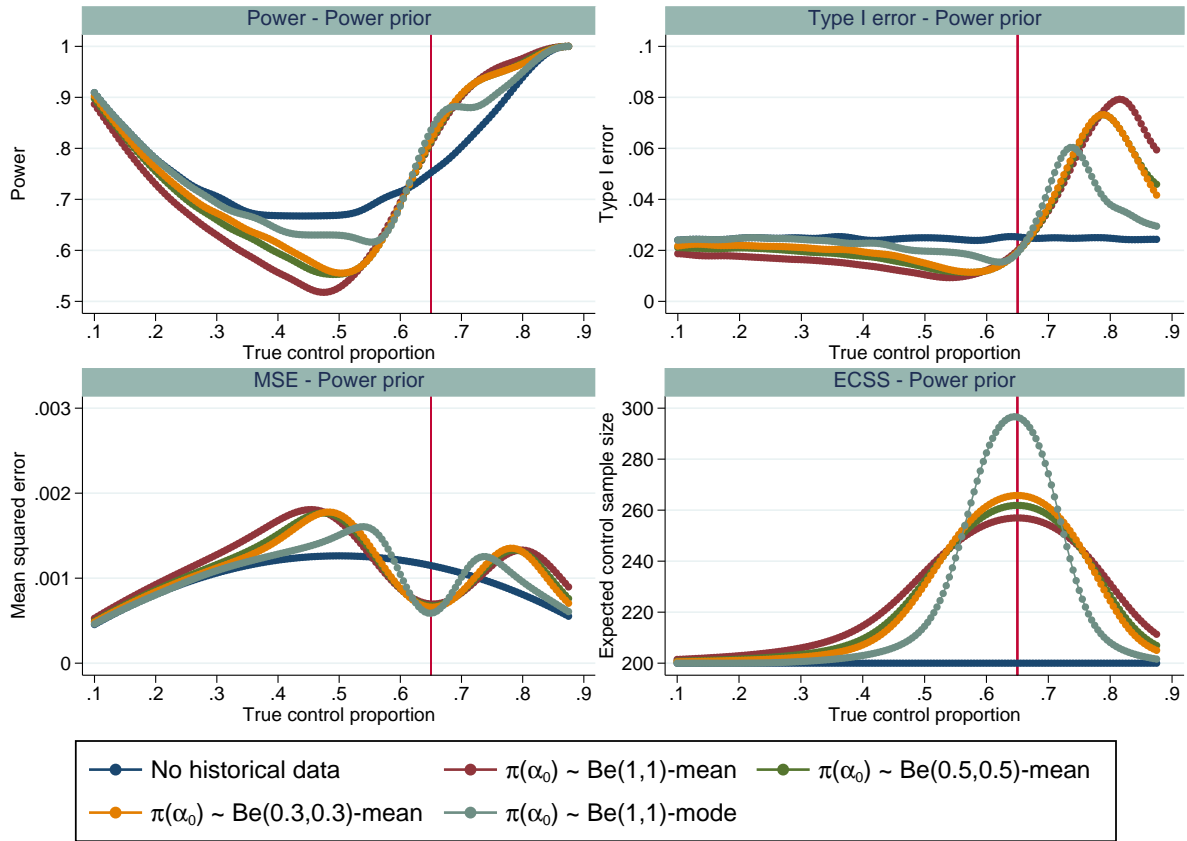 Power - Power prior
Power
1
.9
.8
.7
.6
.5
.1 .2 .3 .4 .5 .6 .7 .8 .9
True control proportion
Type I error - Power prior
Type I error
.1
.08
.06
.04
.02
0
.1 .2 .3 .4 .5 .6 .7 .8 .9
True control proportion
MSE - Power prior
Mean squared error
.003
.002
.001
0
.1 .2 .3 .4 .5 .6 .7 .8 .9
True control proportion
ECSS - Power prior
Expected control sample size
300
280
260
240
220
200
.1 .2 .3 .4 .5 .6 .7 .8 .9
True control proportion
No historical data π(α₀) ~ Be(1,1)-mean π(α₀) ~ Be(0.5,0.5)-mean
π(α₀) ~ Be(0.3,0.3)-mean π(α₀) ~ Be(1,1)-mode